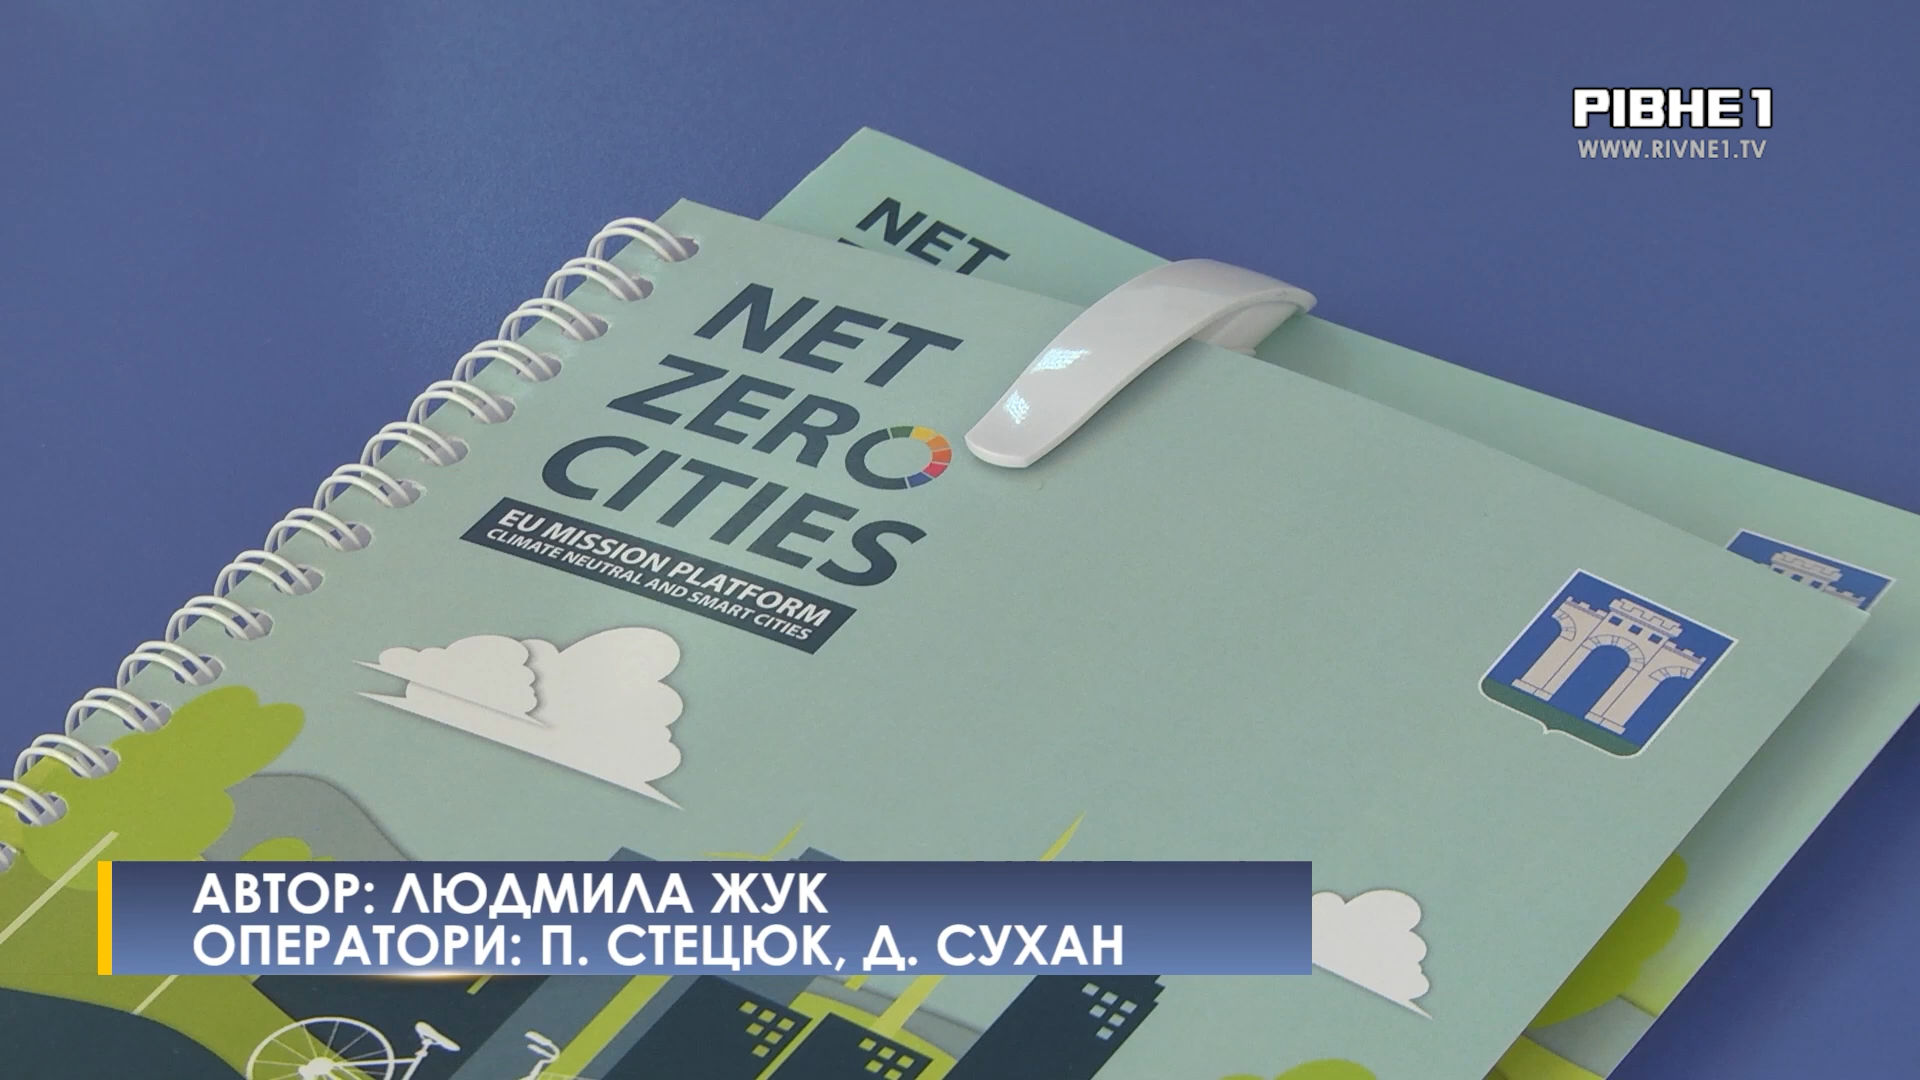 РІВНЕ 1
WWW.RIVNE1.TV
NET
NET
ZERO
CITIES
EU MISSION PLATFORM
CLIMATE NEUTRAL AND SMART CITIES
АВТОР: ЛЮДМИЛА ЖУК
ОПЕРАТОРИ: П. СТЕЦЮК, Д. СУХАН